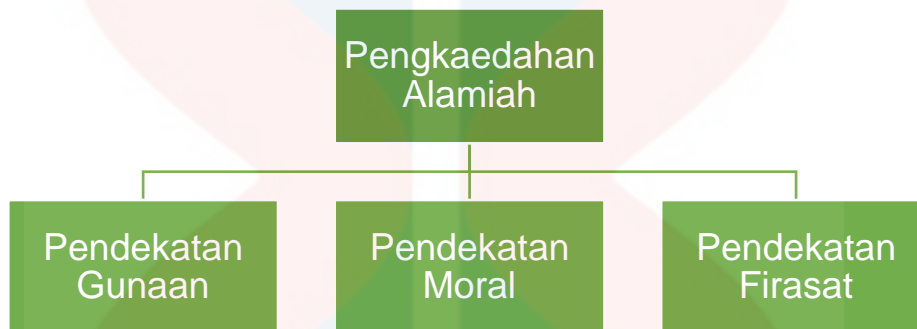 Pengkaedahan
Alamiah
Pendekatan
Gunaan
Pendekatan
Moral
Pendekatan
Firasat